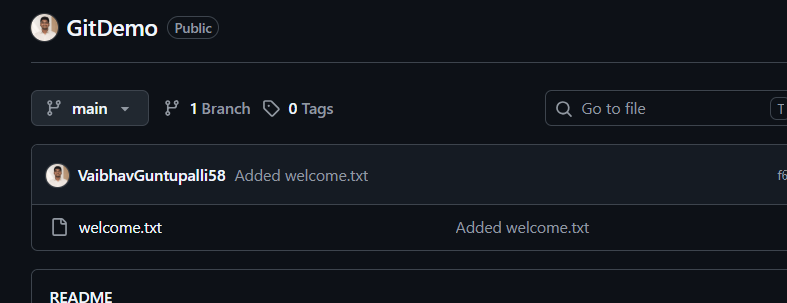 GitDemo Public
main 1 Branch 0 Tags Go to file T
VaibhavGuntupalli58 Added welcome.txt f6
welcome.txt Added welcome.txt
README